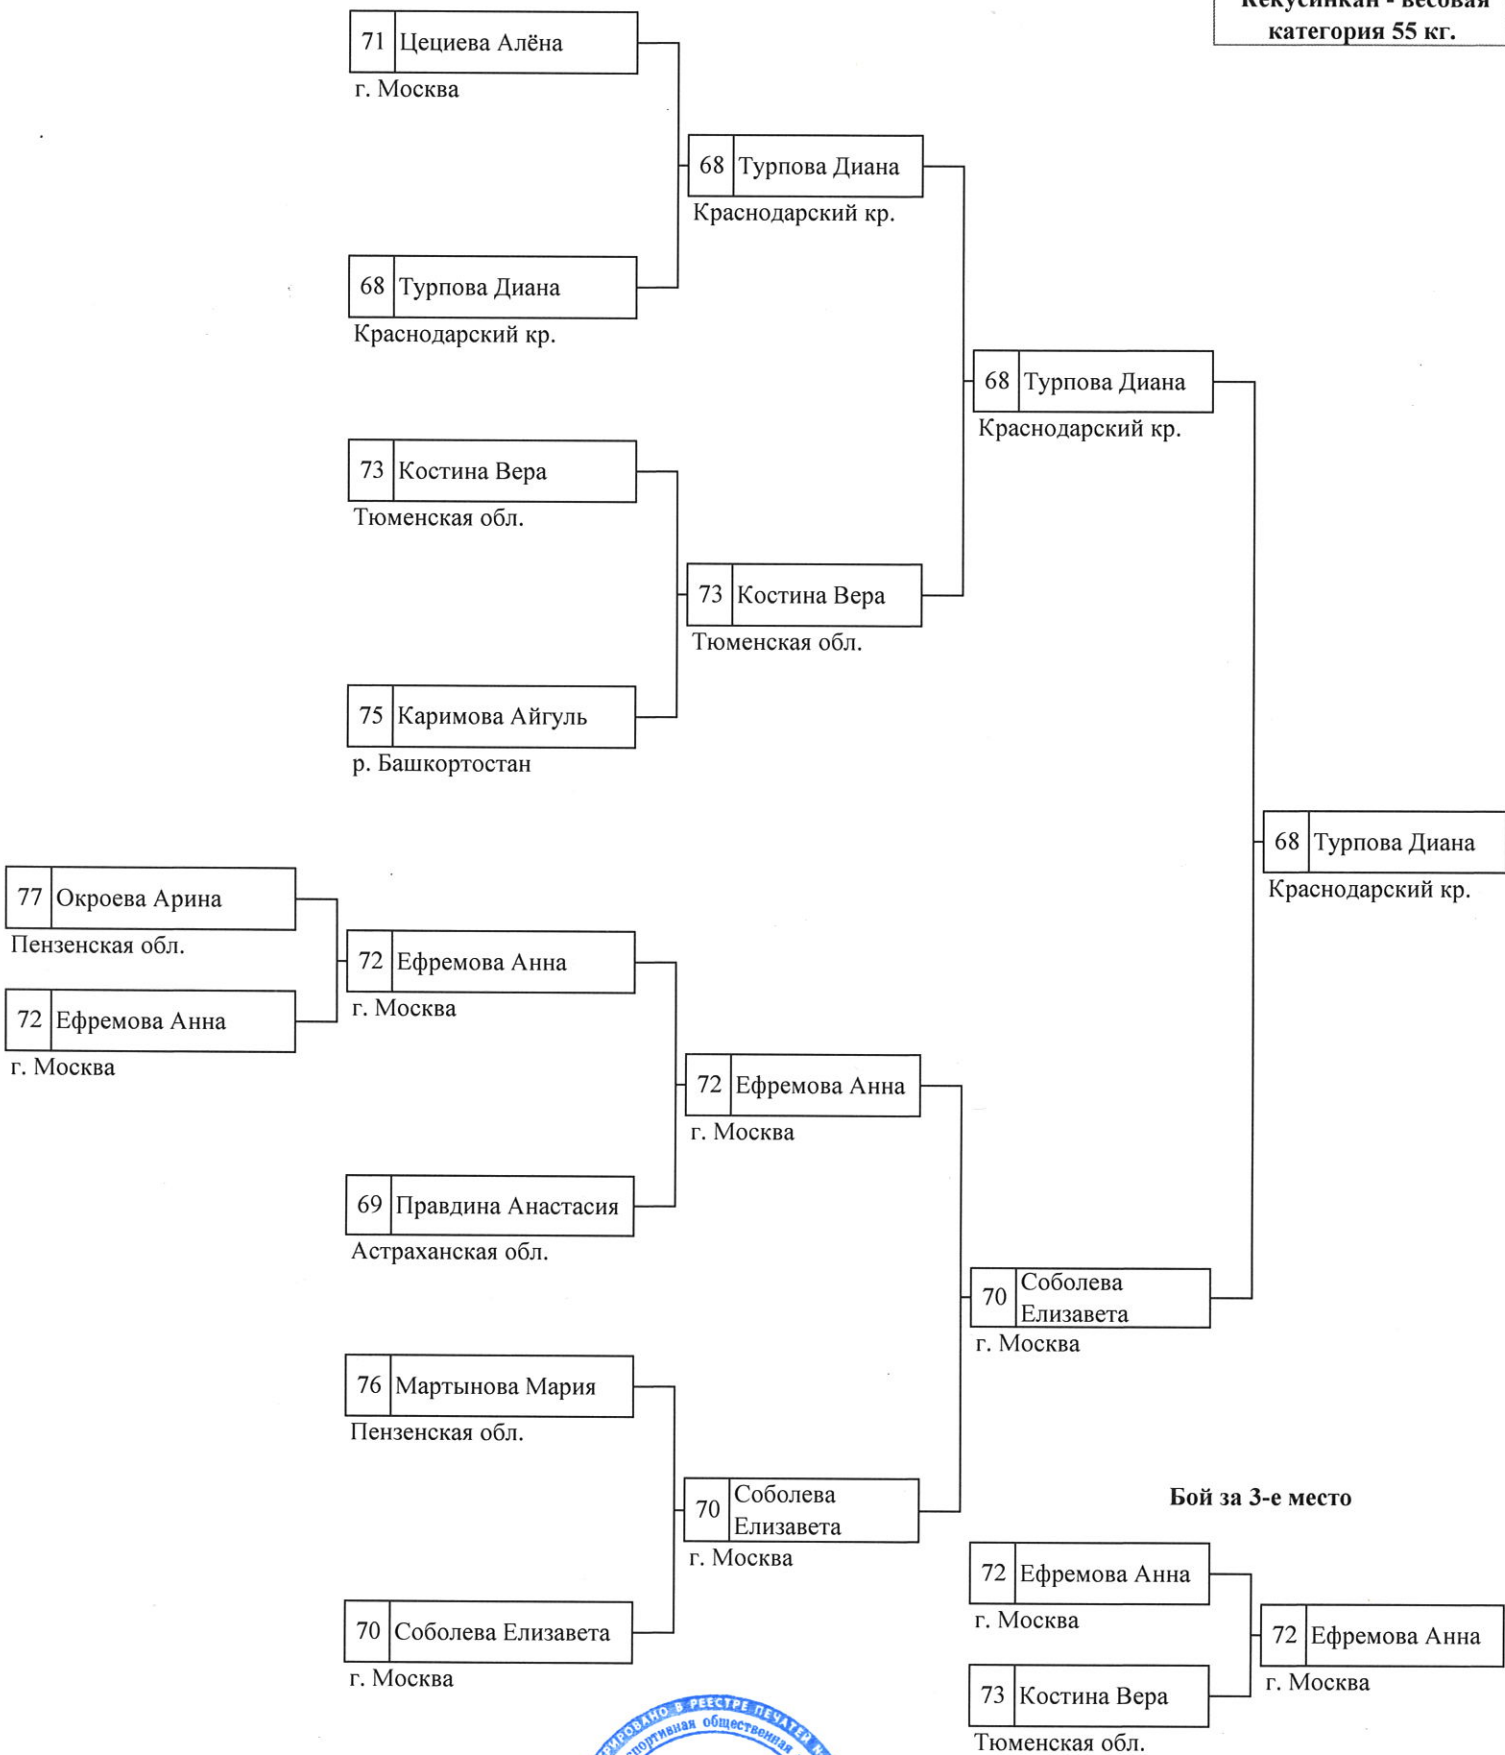 Кекусинкан - весовая
категория 55 кг.
71 Цециева Алёна
г. Москва
68 Турпова Диана
Краснодарский кр.
68 Турпова Диана
Краснодарский кр.
68 Турпова Диана
Краснодарский кр.
73 Костина Вера
Тюменская обл.
73 Костина Вера
Тюменская обл.
75 Каримова Айгуль
р. Башкортостан
68 Турпова Диана
Краснодарский кр.
77 Окроева Арина
Пензенская обл.
72 Ефремова Анна
г. Москва
72 Ефремова Анна
г. Москва
72 Ефремова Анна
г. Москва
69 Правдина Анастасия
Астраханская обл.
70 Соболева
Елизавета
г. Москва
76 Мартынова Мария
Пензенская обл.
70 Соболева
Елизавета
г. Москва
70 Соболева Елизавета
г. Москва
Бой за 3-е место
72 Ефремова Анна
г. Москва
72 Ефремова Анна
г. Москва
73 Костина Вера
Тюменская обл.
В РЕЕСТРЕ ПЕЧАТЕЙ
общественная